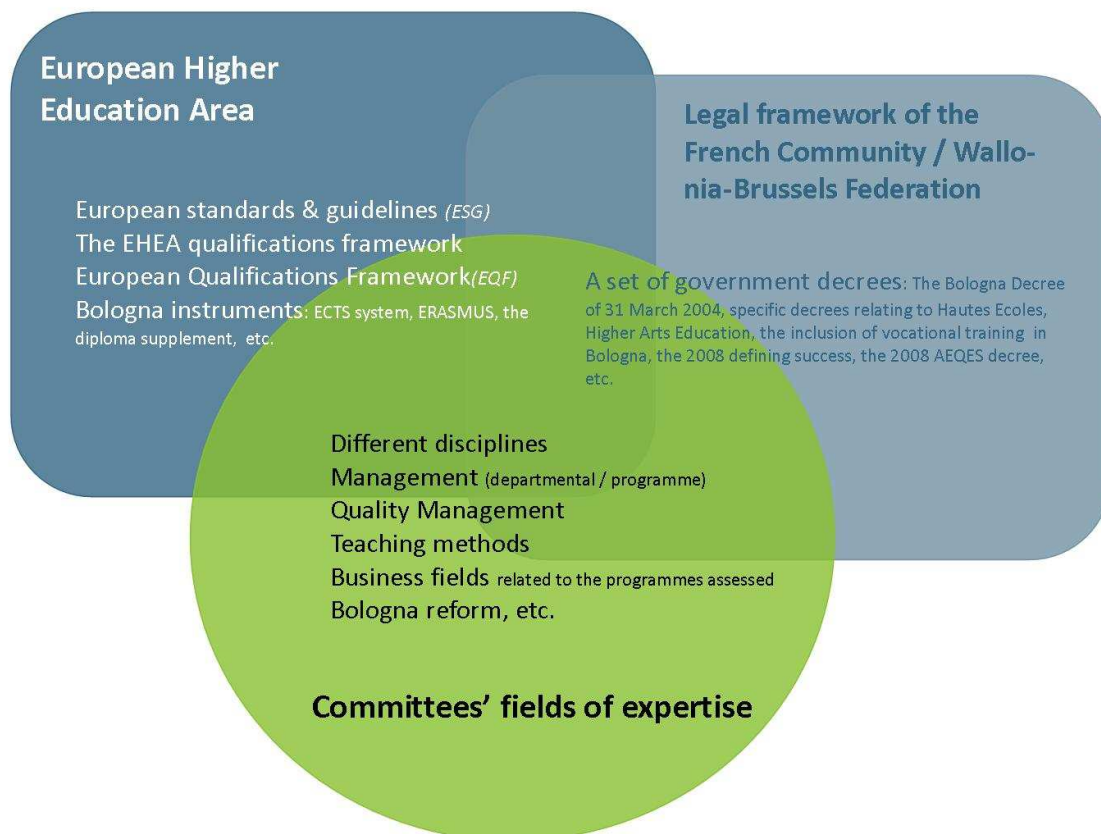 European Higher
Education Area
European standards & guidelines (ESG)
The EHEA qualifications framework
European Qualifications Framework(EQF)
Bologna instruments: ECTS system, ERASMUS, the
diploma supplement, etc.
Legal framework of the
French Community / Wallo-
nia-Brussels Federation
A set of government decrees: The Bologna Decree
of 31 March 2004, specific decrees relating to Hautes Ecoles,
Higher Arts Education, the inclusion of vocational training in
Bologna, the 2008 defining success, the 2008 AEQES decree,
etc.
Different disciplines
Management (departmental / programme)
Quality Management
Teaching methods
Business fields related to the programmes assessed
Bologna reform, etc.
Committees’ fields of expertise